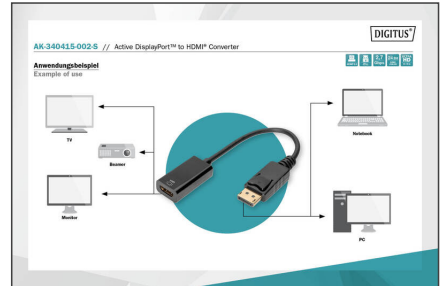 DIGITUS®
AK-340415-002-S // Active DisplayPort™ to HDMI® Converter
Anwendungsbeispiel
Example of use
TV
Beamer
Monitor
Notebook
PC